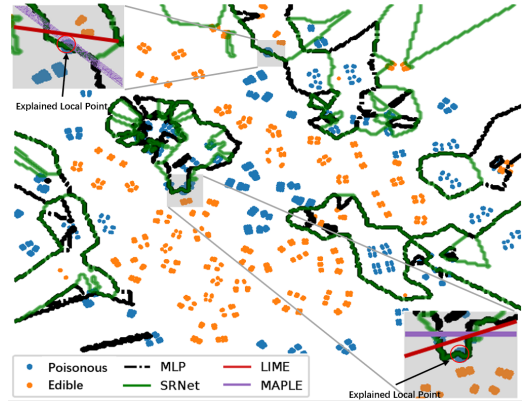 Explained Local Point
Explained Local Point
Poisonous MLP LIME
Edible SRNet MAPLE